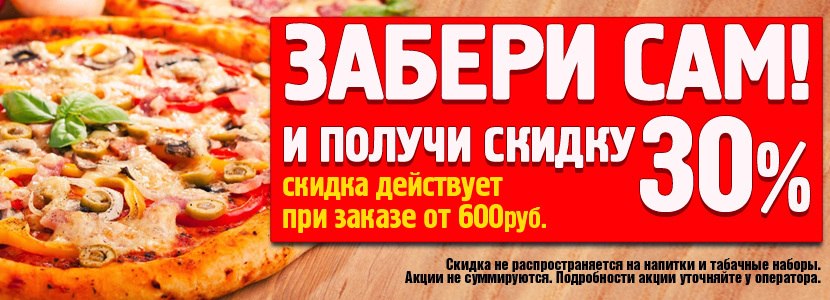 ЗАБЕРИ САМ!
И ПОЛУЧИ СКИДКУ 30%
скидка действует
при заказе от 600руб.
Скидка не распространяется на напитки и табачные наборы.
Акции не суммируются. Подробности акции уточняйте у оператора.